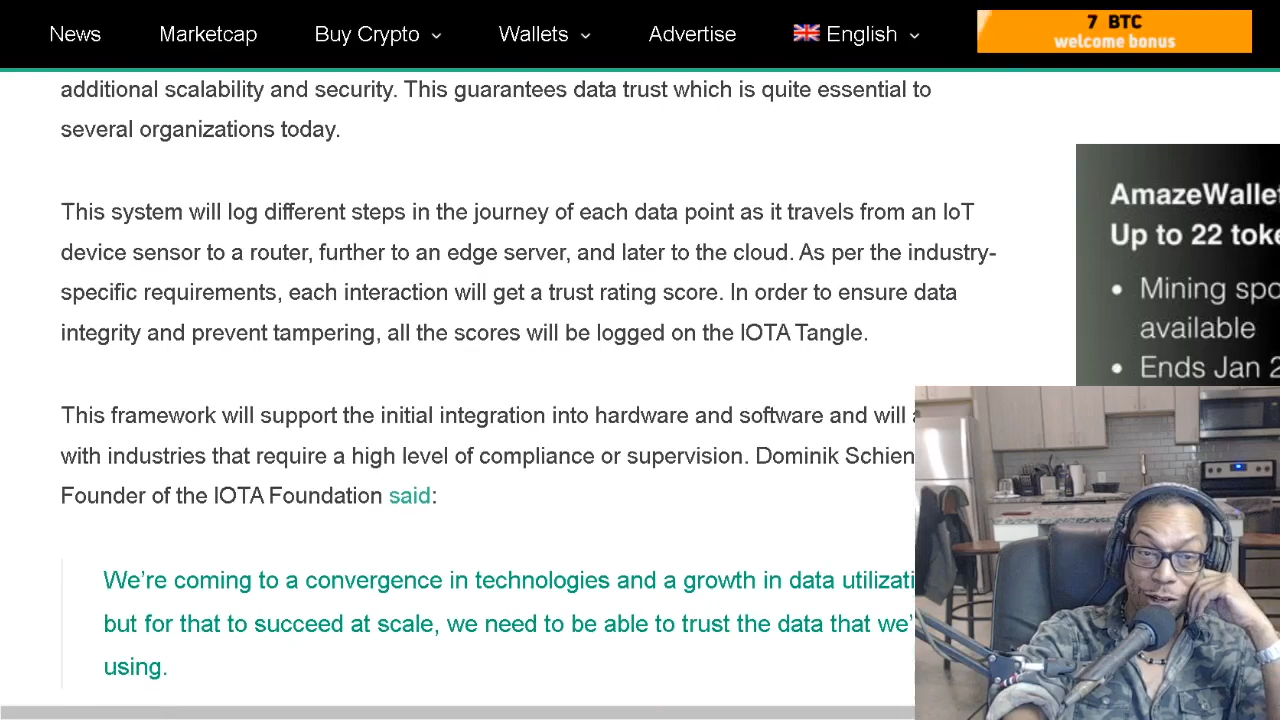 News Marketcap Buy Crypto Wallets Advertise English
7 BTC
welcome bonus
additional scalability and security. This guarantees data trust which is quite essential to
several organizations today.
This system will log different steps in the journey of each data point as it travels from an IoT
device sensor to a router, further to an edge server, and later to the cloud. As per the industry-
specific requirements, each interaction will get a trust rating score. In order to ensure data
integrity and prevent tampering, all the scores will be logged on the IOTA Tangle.
This framework will support the initial integration into hardware and software and will
with industries that require a high level of compliance or supervision. Dominik Schien
Founder of the IOTA Foundation said:
We're coming to a convergence in technologies and a growth in data utilizati
but for that to succeed at scale, we need to be able to trust the data that we'
using.
AmazeWallet
Up to 22 toke
• Mining spo
available
• Ends Jan 2